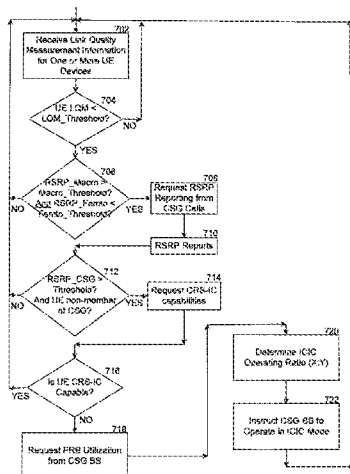 702
Receive Link Quality
Measurement Information
for One or More UE
Devices
704
UE LQM <
LQM_Threshold?
NO
YES
706
RSRP_Macro >
Macro_Threshold?
And RSRP_Femto <
Femto_Threshold?
NO
YES
708
Request RSRP
Reporting from
CSG Cells
710
RSRP Reports
712
RSRP_CSG >
Threshold?
And UE non-member
of CSG?
NO
YES
714
Request CRS-IC
capabilities
716
Is UE CRS-IC
Capable?
YES
NO
718
Request PRB Utilization
from CSG BS
720
Determine ICIC
Operating Ratio (X:Y)
722
Instruct CSG BS to
Operate in ICIC Mode